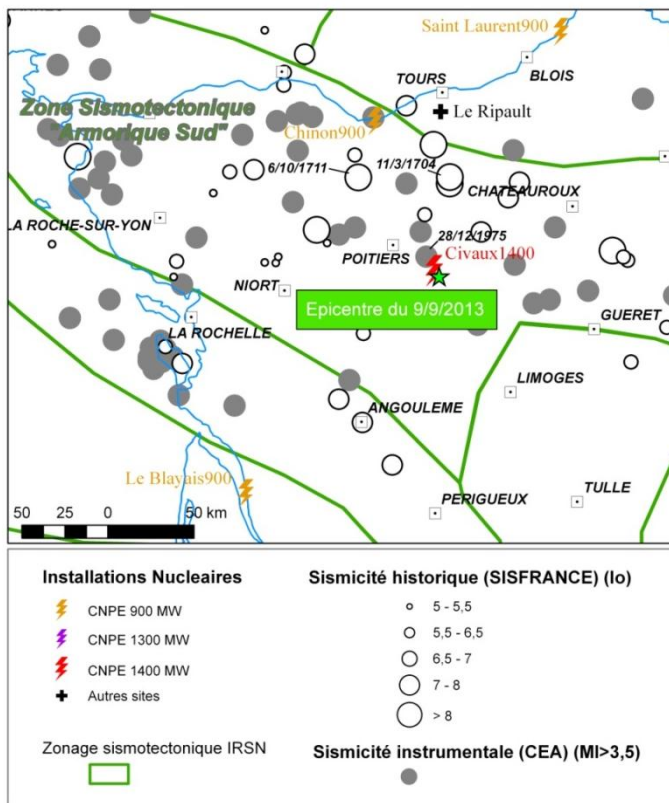 Saint Laurent900
BLOIS
TOURS
Le Ripault
Zone Sismotectonique
"Armorique Sud"
Chinon900
6/10/1711
11/3/1704
CHATEAUROUX
LA ROCHE-SUR-YON
28/12/1975
POITIERS
Civaux1400
NIORT
Epicentre du 9/9/2013
GUERET
LA ROCHELLE
LIMOGES
ANGOULEME
Le Blayais900
PERIGUEUX
TULLE
50 25 0 50 km
Installations Nucleaires
CNPE 900 MW
CNPE 1300 MW
CNPE 1400 MW
Autres sites
Zonage sismotectonique IRSN
Sismicité historique (SISFRANCE) (Io)
5 - 5,5
5,5 - 6,5
6,5 - 7
7 - 8
> 8
Sismicité instrumentale (CEA) (Ml>3,5)